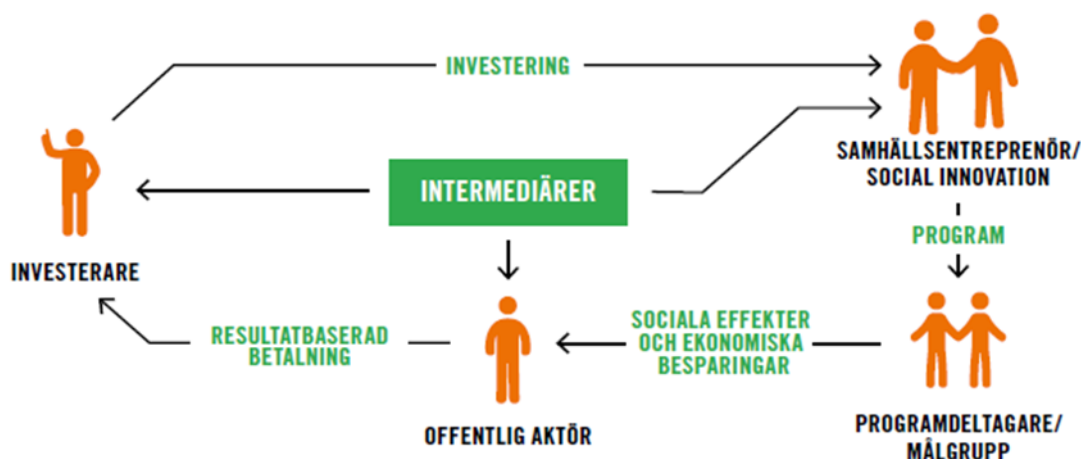 INVESTERING
SAMHÄLLSENTREPRENÖR/
SOCIAL INNOVATION
INTERMEDIÄRER
PROGRAM
INVESTERARE
RESULTATBASERAD
BETALNING
SOCIALA EFFEKTER
OCH EKONOMISKA
BESPARINGAR
OFFENTLIG AKTÖR
PROGRAMDELTAGARE/
MÅLGRUPP